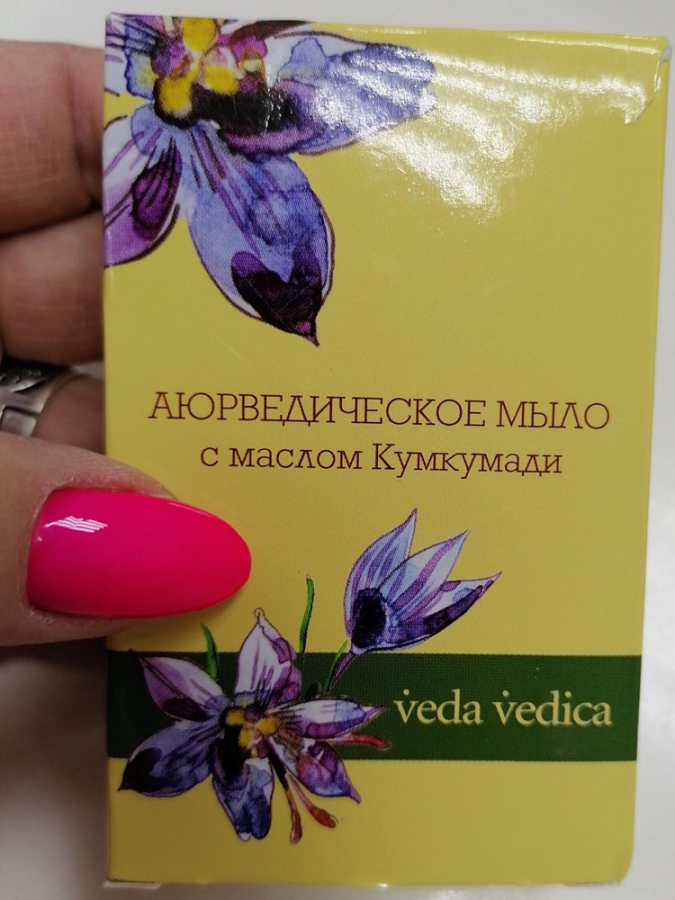 АЮРВЕДИЧЕСКОЕ МЫЛО
с маслом Кумкумади
veda vedica